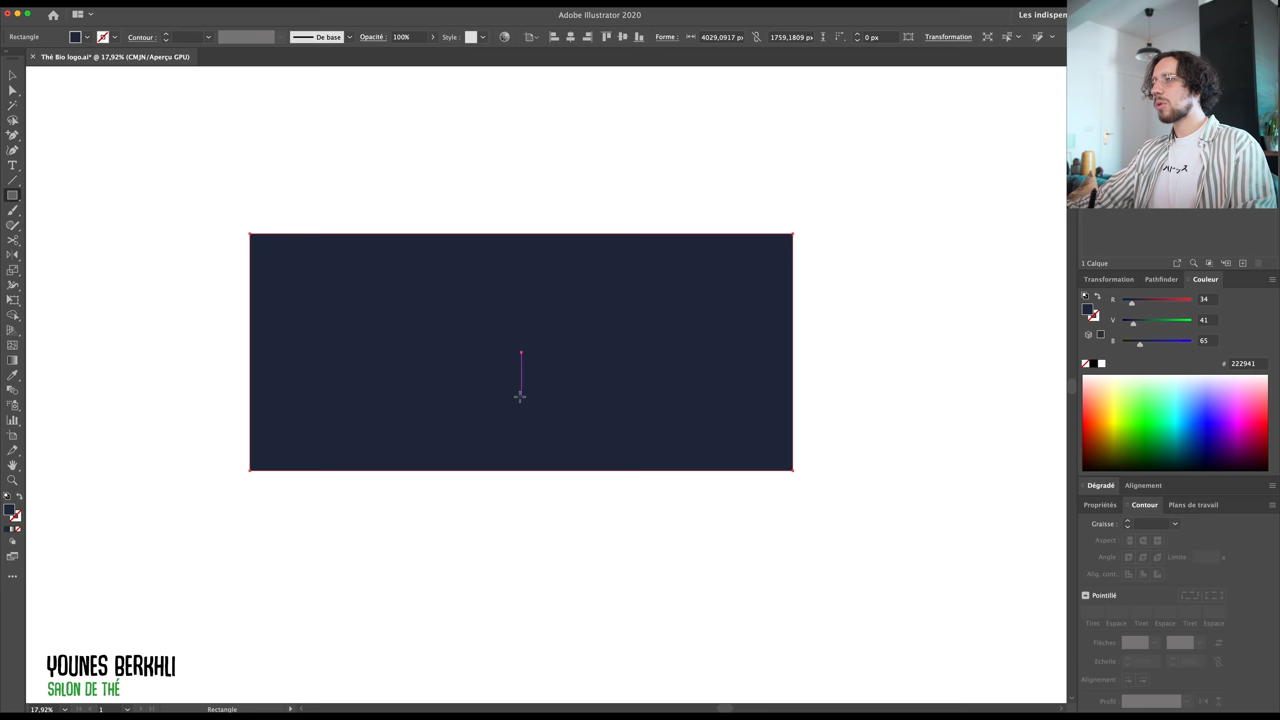 Adobe Illustrator 2020
Les indispen
Rectangle
Contour :
De base
Opacité : 100%
Style :
Forme :
4029,0917 px
1759,1809 px
0 px
Transformation
Thé Bio logo.ai* @ 17,92% (CMJN/Aperçu GPU)
1 Calque
Transformation
Pathfinder
Couleur
R
34
V
41
B
65
#
222941
Dégradé
Alignement
Propriétés
Contour
Plans de travail
Graisse :
Aspect :
Angle :
Limite :
x
Alig. cont. :
Pointillé
Tiret
Espace
Tiret
Espace
Tiret
Espace
Flèches :
Echelle :
Alignement :
Profil :
YOUNES BERKHLI
SALON DE THÉ
17,92%
1
Rectangle